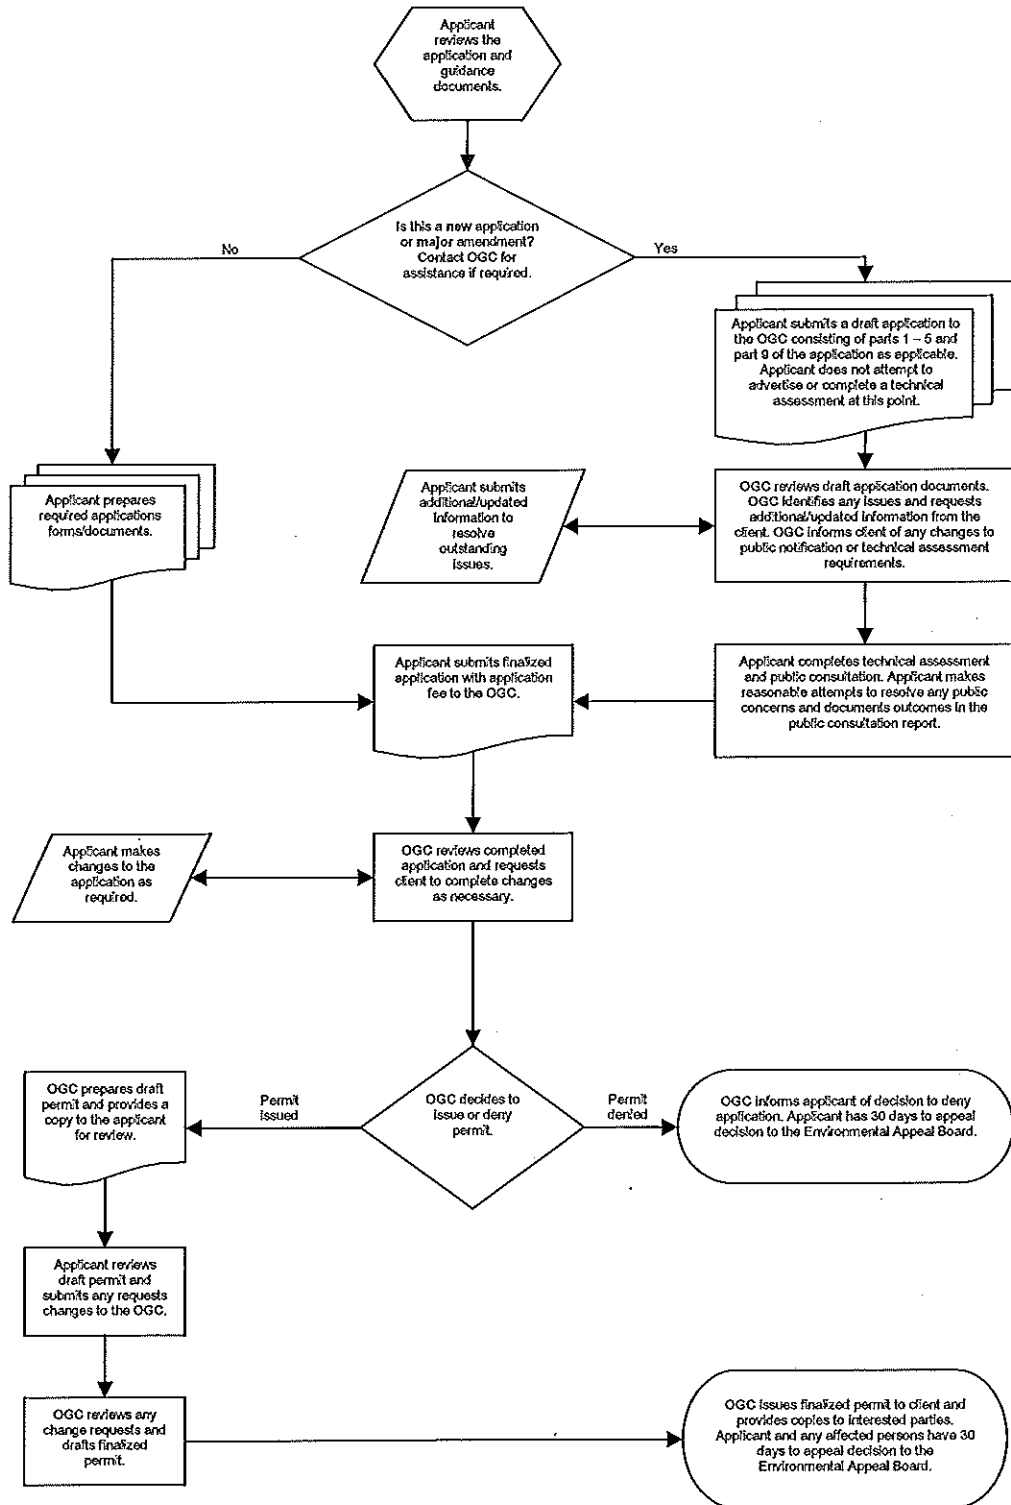 Applicant
reviews the
application and
guidance
documents.
Is this a new application
or major amendment?
Contact OGC for
assistance if required.
No
Yes
Applicant submits a draft application to
the OGC consisting of parts 1 – 5 and
part 9 of the application as applicable.
Applicant does not attempt to
advertise or complete a technical
assessment at this point.
Applicant prepares
required applications
forms/documents.
Applicant submits
additional/updated
information to
resolve
outstanding
issues.
OGC reviews draft application documents.
OGC identifies any issues and requests
additional/updated information from the
client. OGC informs client of any changes to
public notification or technical assessment
requirements.
Applicant submits finalized
application with application
fee to the OGC.
Applicant completes technical assessment
and public consultation. Applicant makes
reasonable attempts to resolve any public
concerns and documents outcomes in the
public consultation report.
Applicant makes
changes to the
application as
required.
OGC reviews completed
application and requests
client to complete changes
as necessary.
OGC prepares draft
permit and provides a
copy to the applicant
for review.
Permit
issued
OGC decides to
issue or deny
permit.
Permit
denied
OGC informs applicant of decision to deny
application. Applicant has 30 days to appeal
decision to the Environmental Appeal Board.
Applicant reviews
draft permit and
submits any requests
changes to the OGC.
OGC reviews any
change requests and
drafts finalized
permit.
OGC issues finalized permit to client and
provides copies to interested parties.
Applicant and any affected persons have 30
days to appeal decision to the
Environmental Appeal Board.